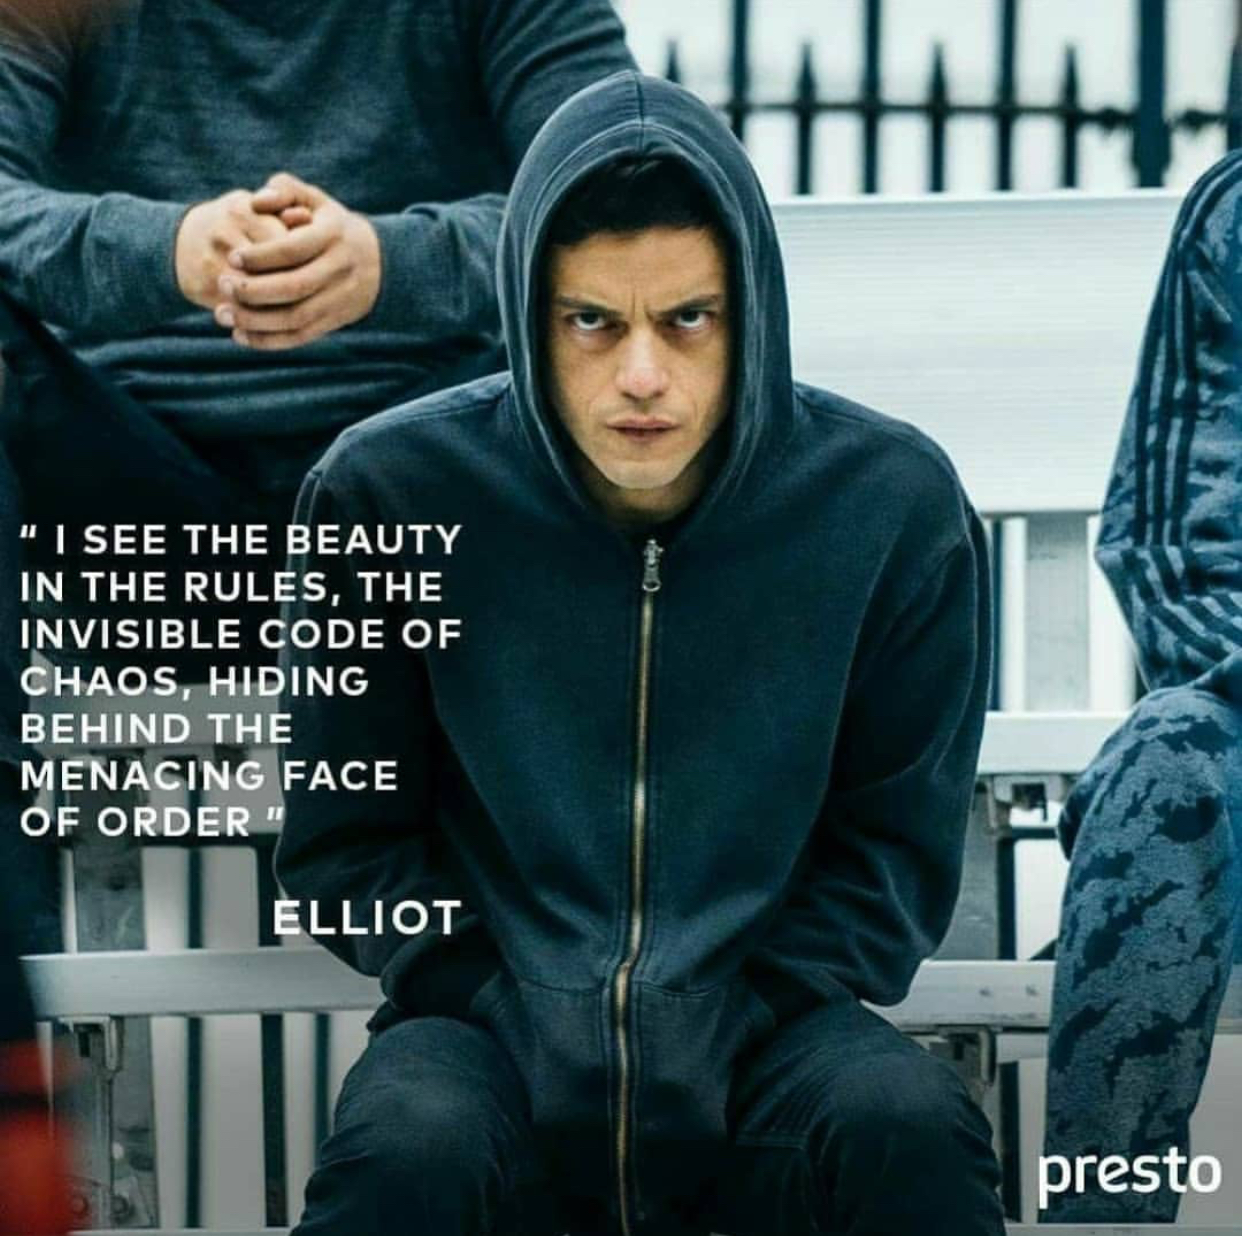 “ I SEE THE BEAUTY
IN THE RULES, THE
INVISIBLE CODE OF
CHAOS, HIDING
BEHIND THE
MENACING FACE
OF ORDER ”
ELLIOT
presto